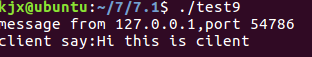 kjx@ubuntu:~/7/7.1$ ./test9
message from 127.0.0.1,port 54786
client say:Hi this is cilent